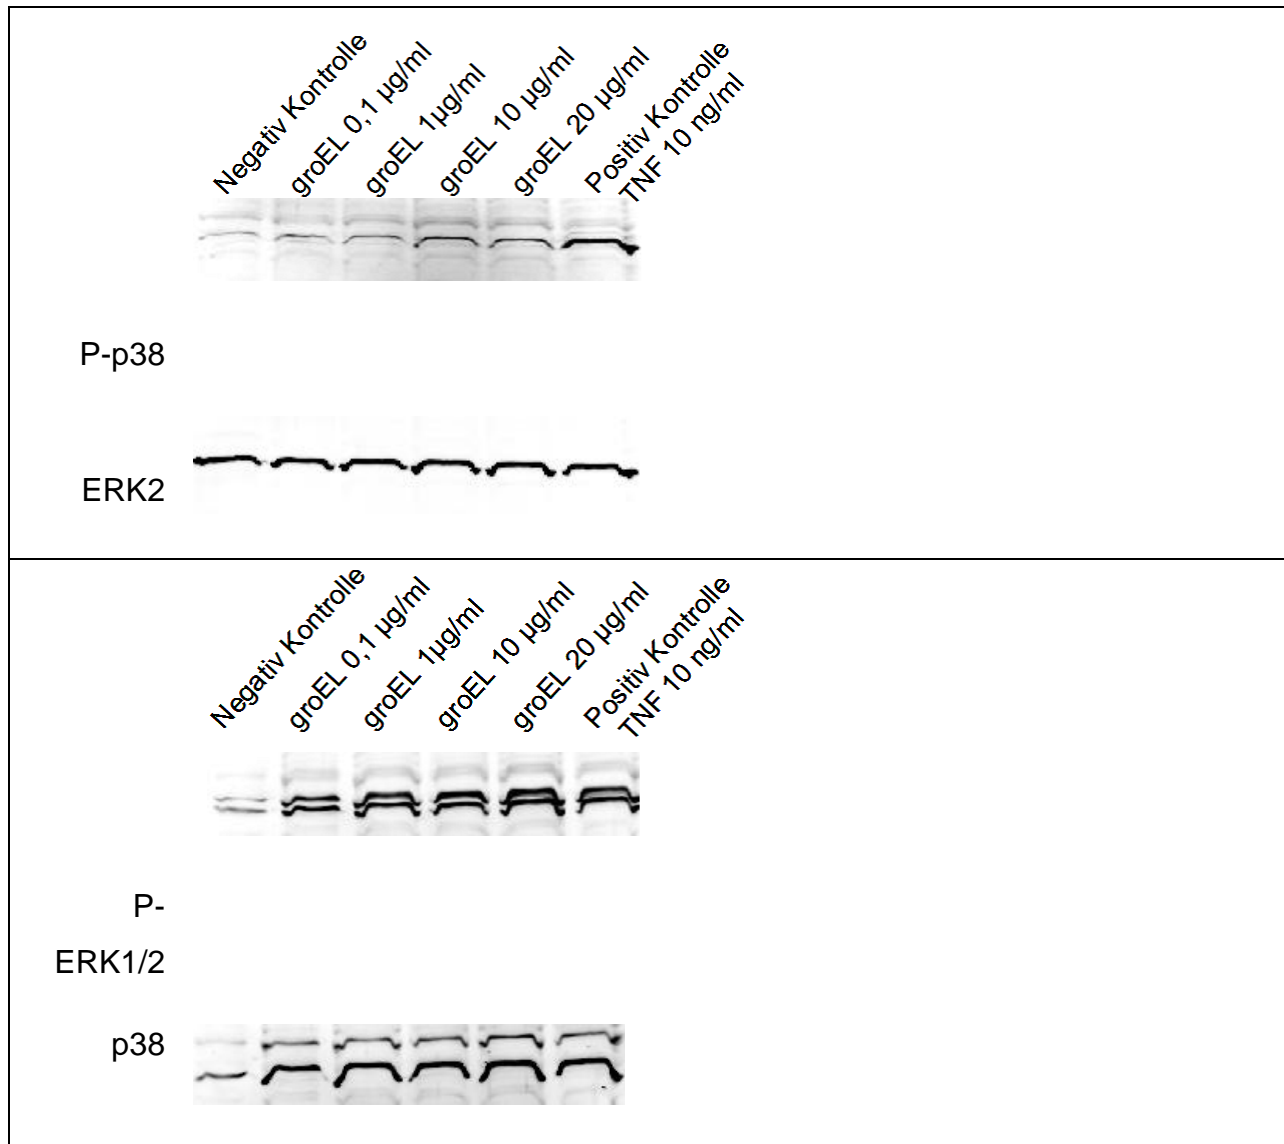 Negativ Kontrolle
groEL 0,1 µg/ml
groEL 1µg/ml
groEL 10 µg/ml
groEL 20 µg/ml
Positiv Kontrolle
TNF 10 ng/ml
P-p38
ERK2
Negativ Kontrolle
groEL 0,1 µg/ml
groEL 1µg/ml
groEL 10 µg/ml
groEL 20 µg/ml
Positiv Kontrolle
TNF 10 ng/ml
P-
ERK1/2
p38